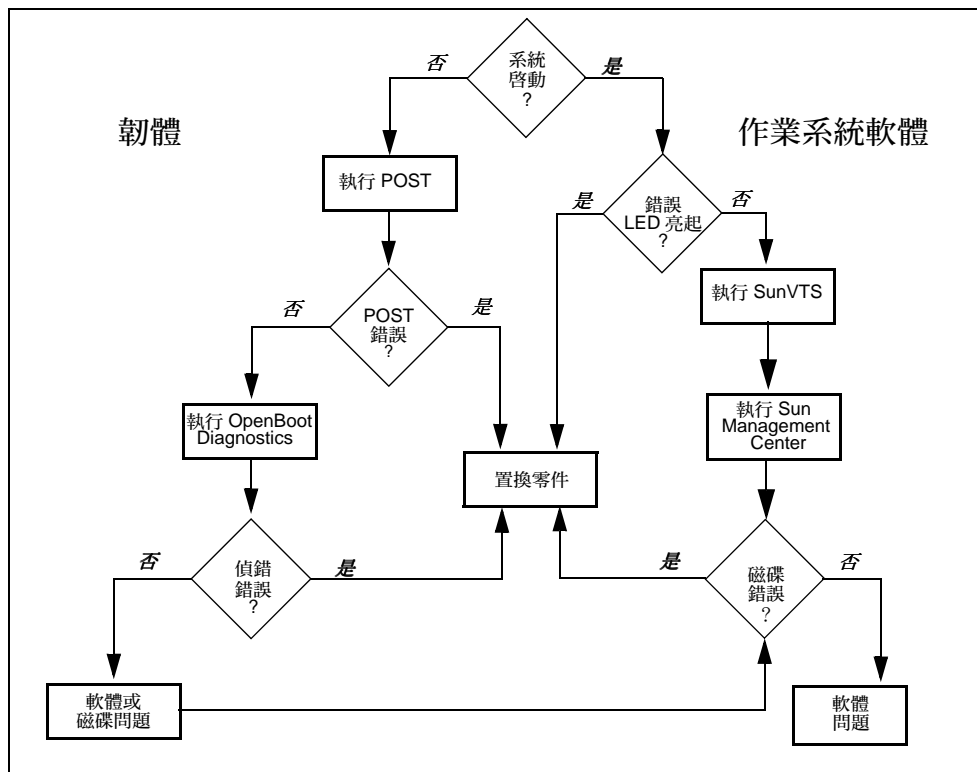 系統
啓動
?
否
是
韌體
作業系統軟體
執行 POST
是
錯誤
LED 亮起
?
否
執行 SunVTS
否
POST
錯誤
?
是
執行 OpenBoot
Diagnostics
執行 Sun
Management
Center
置換零件
否
偵錯
錯誤
?
是
是
磁碟
錯誤
?
否
軟體或
磁碟問題
軟體
問題